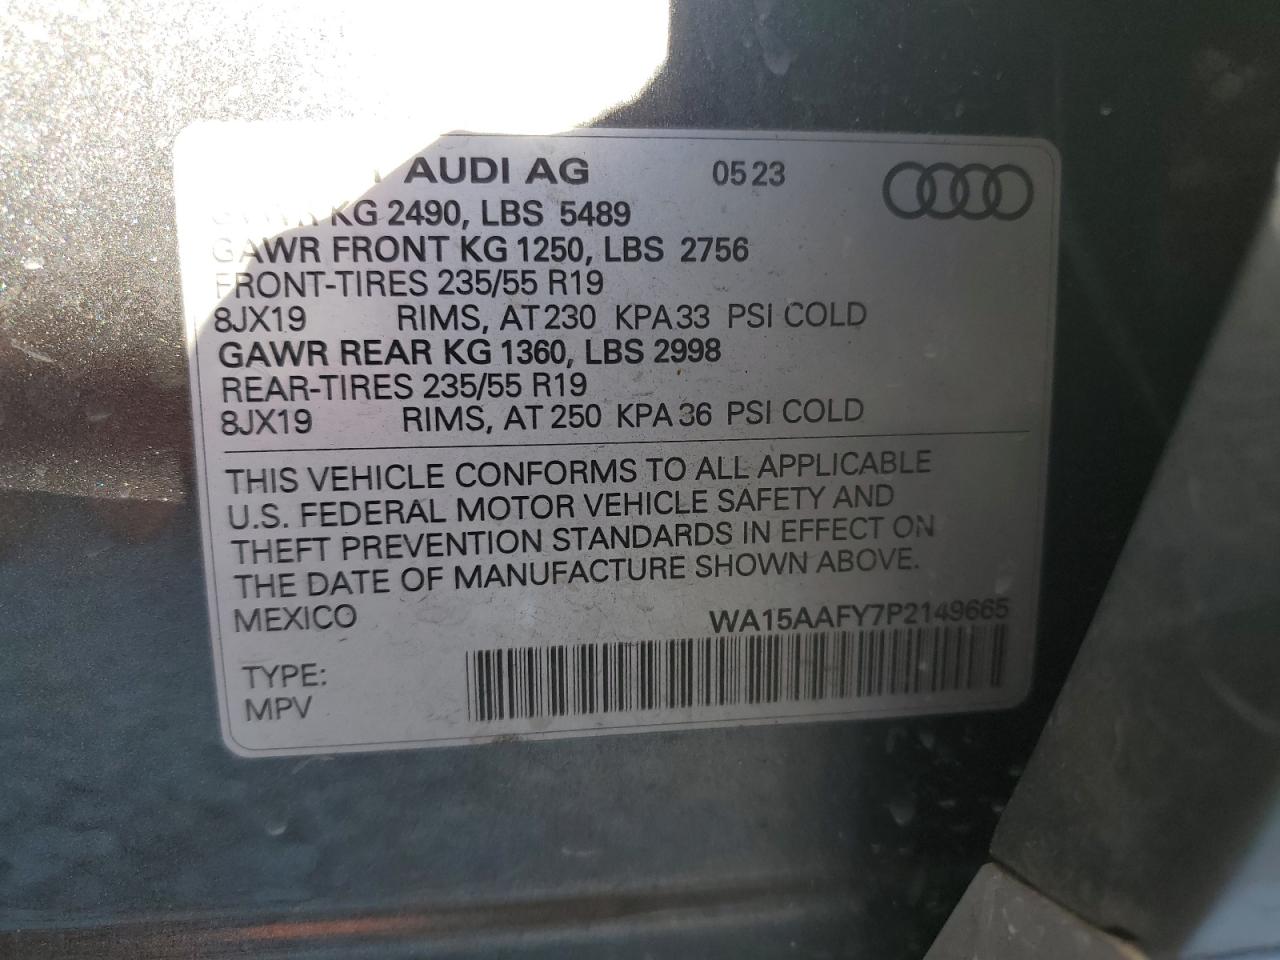 AUDI AG 0523
KG 2490, LBS 5489
GAWR FRONT KG 1250, LBS 2756
FRONT-TIRES 235/55 R19
8JX19 RIMS, AT 230 KPA 33 PSI COLD
GAWR REAR KG 1360, LBS 2998
REAR-TIRES 235/55 R19
8JX19 RIMS, AT 250 KPA 36 PSI COLD
THIS VEHICLE CONFORMS TO ALL APPLICABLE
U.S. FEDERAL MOTOR VEHICLE SAFETY AND
THEFT PREVENTION STANDARDS IN EFFECT ON
THE DATE OF MANUFACTURE SHOWN ABOVE.
MEXICO WA15AAFY7P2149665
TYPE:
MPV